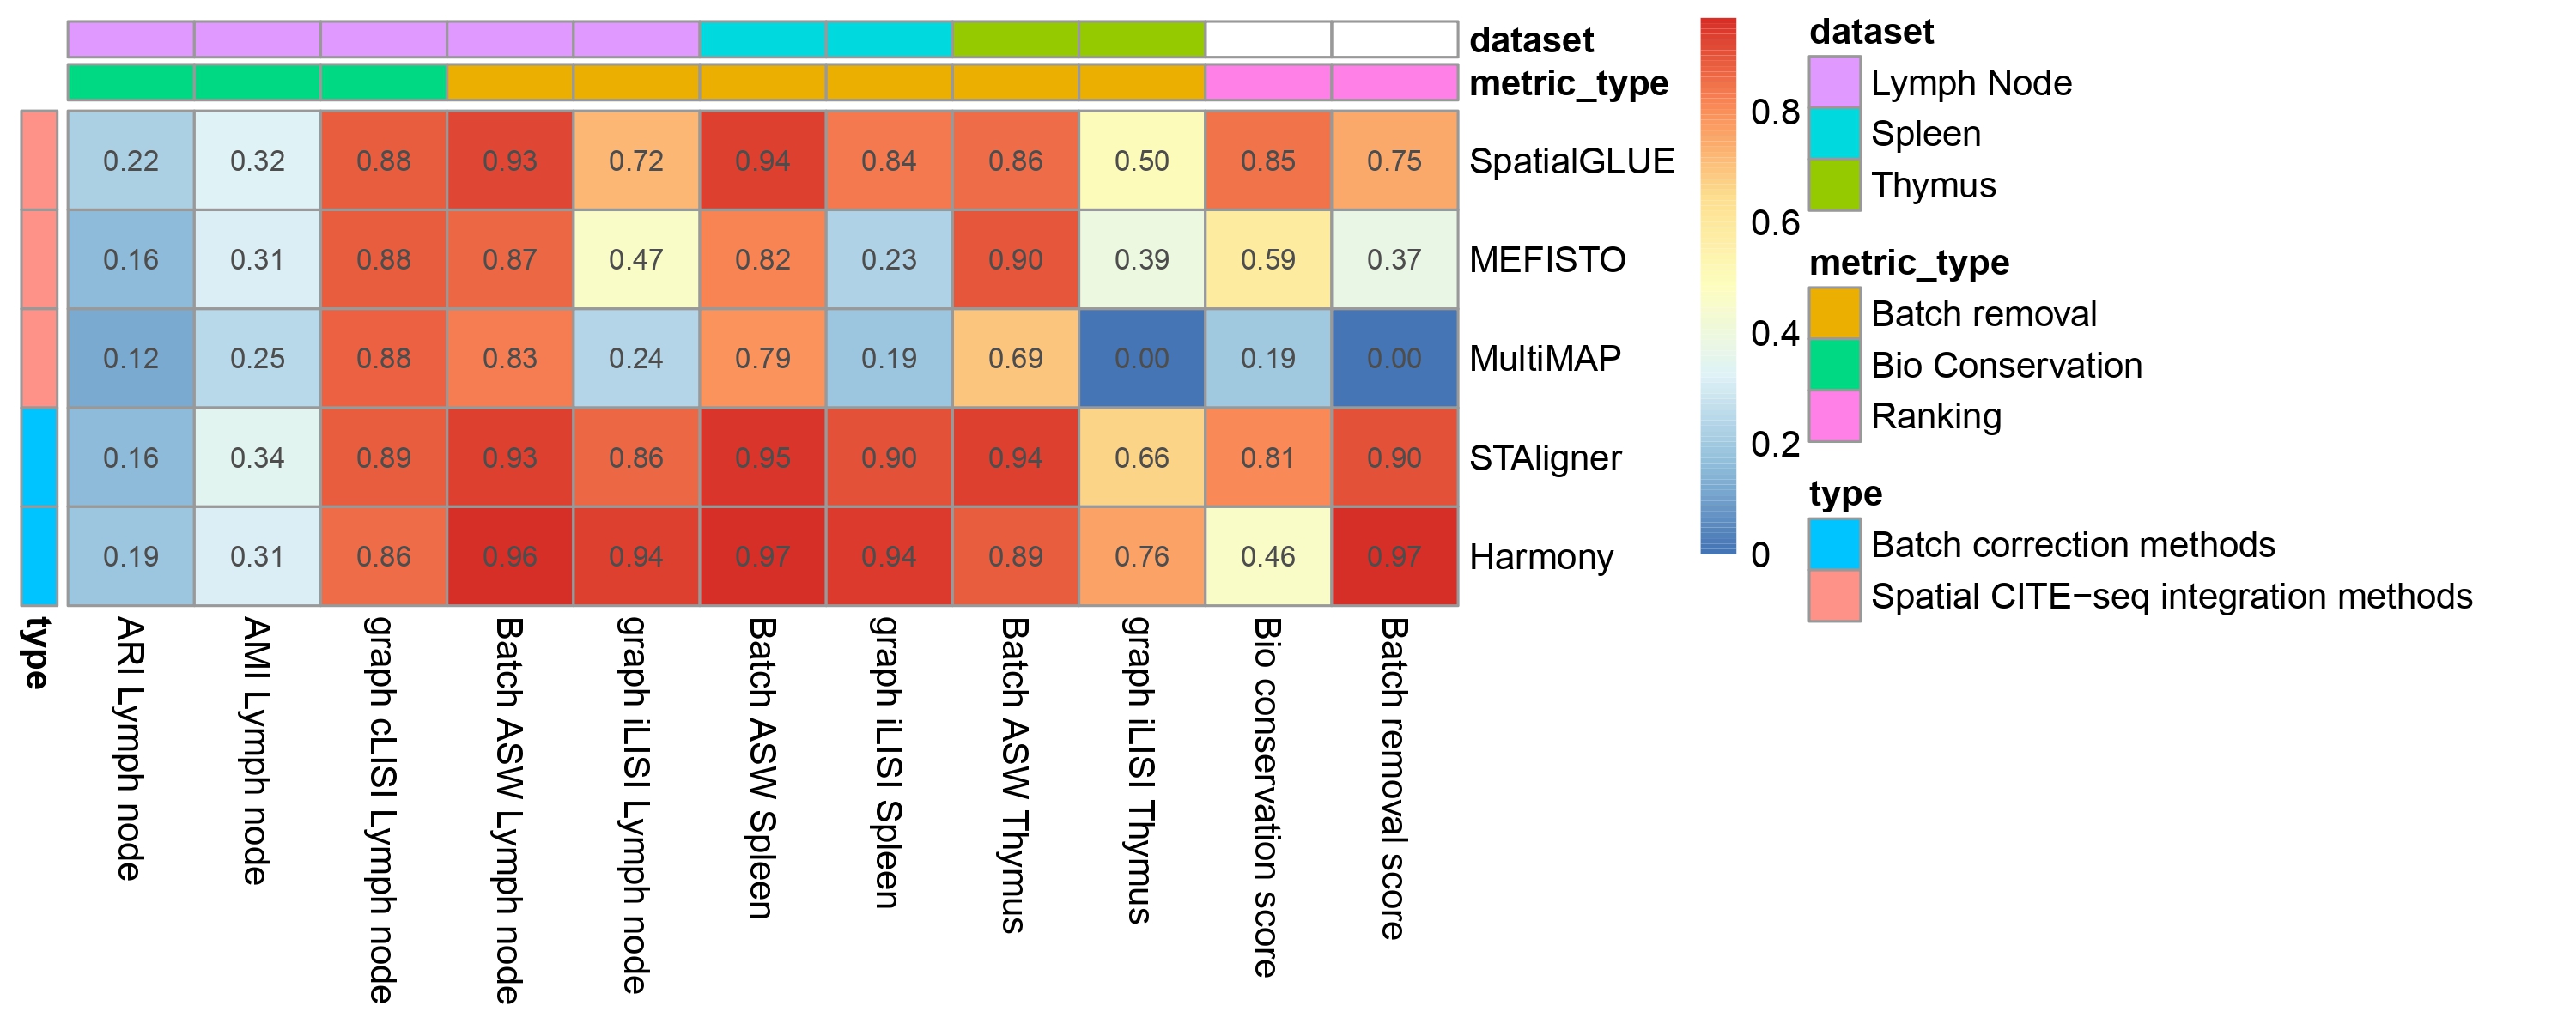 dataset
metric_type
0.22 0.32 0.88 0.93 0.72 0.94 0.84 0.86 0.50 0.85 0.75 SpatialGLUE
0.16 0.31 0.88 0.87 0.47 0.82 0.23 0.90 0.39 0.59 0.37 MEFISTO
0.12 0.25 0.88 0.83 0.24 0.79 0.19 0.69 0.00 0.19 0.00 MultiMAP
0.16 0.34 0.89 0.93 0.86 0.95 0.90 0.94 0.66 0.81 0.90 STAligner
0.19 0.31 0.86 0.96 0.94 0.97 0.94 0.89 0.76 0.46 0.97 Harmony
type
ARI Lymph node
AMI Lymph node
graph cLISI Lymph node
Batch ASW Lymph node
graph iLISI Lymph node
Batch ASW Spleen
graph iLISI Spleen
Batch ASW Thymus
graph iLISI Thymus
Bio conservation score
Batch removal score
0.8
0.6
0.4
0.2
0
dataset
Lymph Node
Spleen
Thymus
metric_type
Batch removal
Bio Conservation
Ranking
type
Batch correction methods
Spatial CITE−seq integration methods